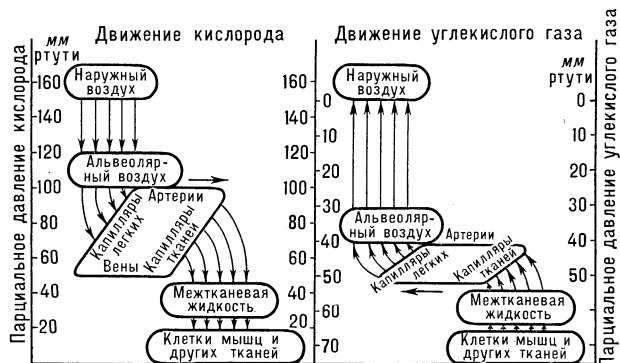 Движение кислорода
Движение углекислого газа
мм
ртути
160
140
120
100
80
60
40
20
Парциальное давление кислорода
Наружный
воздух
Альвеоляр-
ный воздух
Артерии
Капилляры
легких
Капилляры
тканей
Вены
Межтканевая
жидкость
Клетки мышц и
других тканей
160
140
120
100
80
60
40
20
0
10
20
30
40
50
60
70
Наружный
воздух
Альвеоляр-
ный воздух
Артерии
Капилляры
легких
Капилляры
тканей
Межтканевая
жидкость
Клетки мышц и
других тканей
мм
ртути
0
10
20
30
40
50
60
70
Парциальное давление углекислого газа